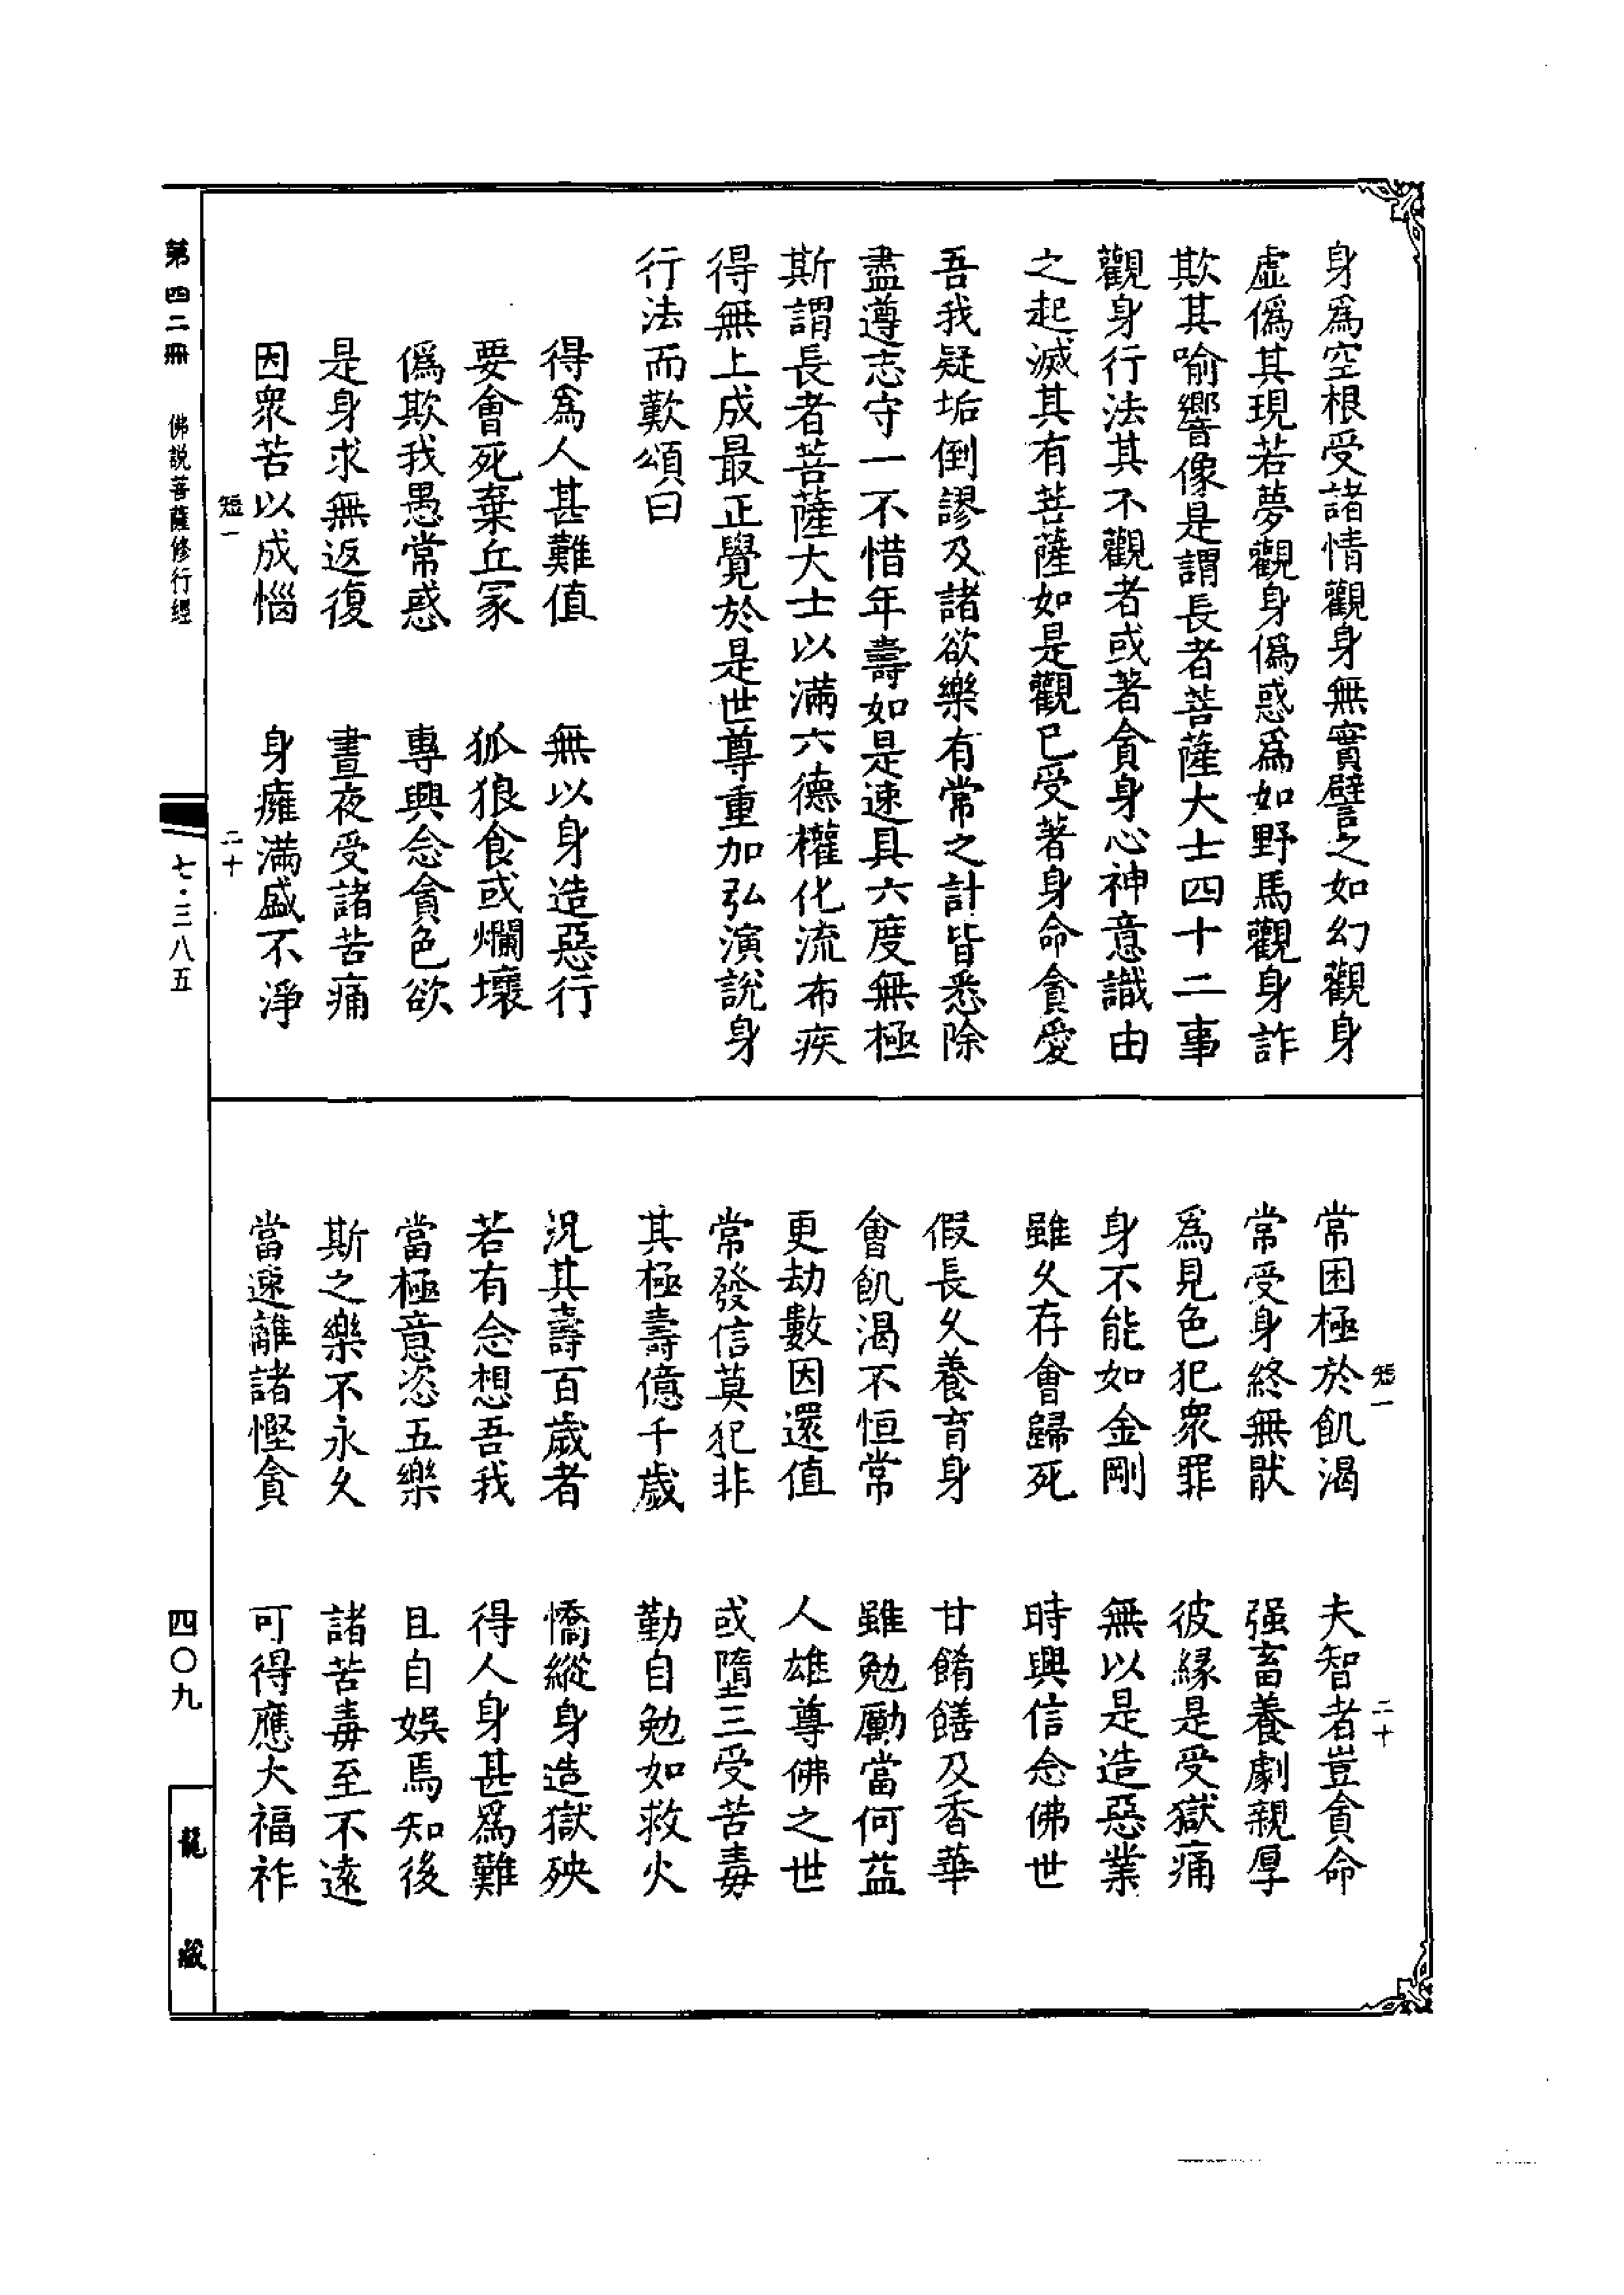 身爲空根受諸情觀身無實譬之如幻觀身
虛僞其現若夢觀身僞惑爲如野馬觀身詐
欺其喻響像是謂長者菩薩大士四十二事
觀身行法其不觀者或著貪身心神意識由
之起滅其有菩薩如是觀已受著身命貪愛
吾我疑垢倒謬及諸欲樂有常之計皆悉除
盡遵志守一不惜年壽如是速具六度無極
斯謂長者菩薩大士以滿六德權化流布疾
得無上成最正覺於是世尊重加弘演說身
行法而歎頌曰
得爲人甚難值　無以身造惡行
要會死棄丘冢　狐狼食或爛壞
僞欺我愚常惑　專興念貪色欲
是身求無返復　晝夜受諸苦痛
因衆苦以成惱　身癰滿盛不淨
短一　二十
常困極於飢渴　夫智者豈貪命
常受身終無猒　强畜養劇親厚
爲見色犯衆罪　彼緣是受獄痛
身不能如金剛　無以是造惡業
雖久存會歸死　時興信念佛世
假長久養育身　甘餚饍及香華
會飢渴不恒常　雖勉勵當何益
更劫數因還值　人雄尊佛之世
常發信莫犯非　或墮三受苦毒
其極壽億千歲　勤自勉如救火
況其壽百歲者　憍縱身造獄殃
若有念想吾我　得人身甚爲難
當極意恣五樂　且自娛焉知後
斯之樂不永久　諸苦毒至不遠
當速離諸慳貪　可得應大福祚
短一　二十
第四二冊　佛説菩薩修行經　七·三八五　四〇九　龍藏